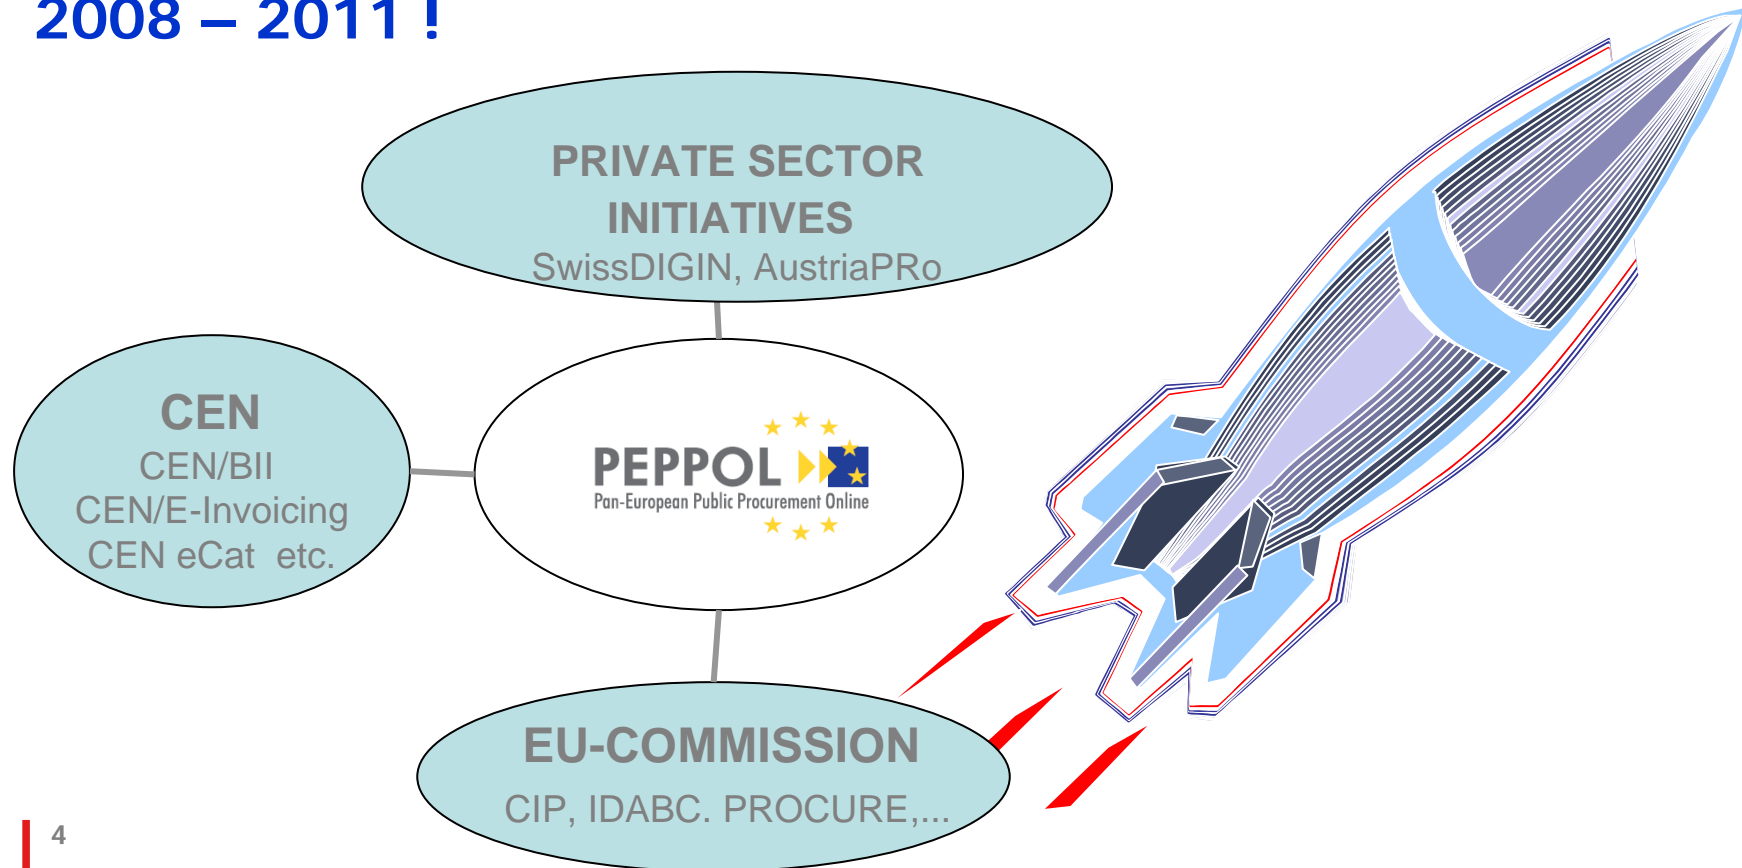 2008 – 2011 !
PRIVATE SECTOR
INITIATIVES
SwissDIGIN, AustriaPRo
CEN
CEN/BII
CEN/E-Invoicing
CEN eCat etc.
PEPPOL
Pan-European Public Procurement Online
EU-COMMISSION
CIP, IDABC. PROCURE,...
4